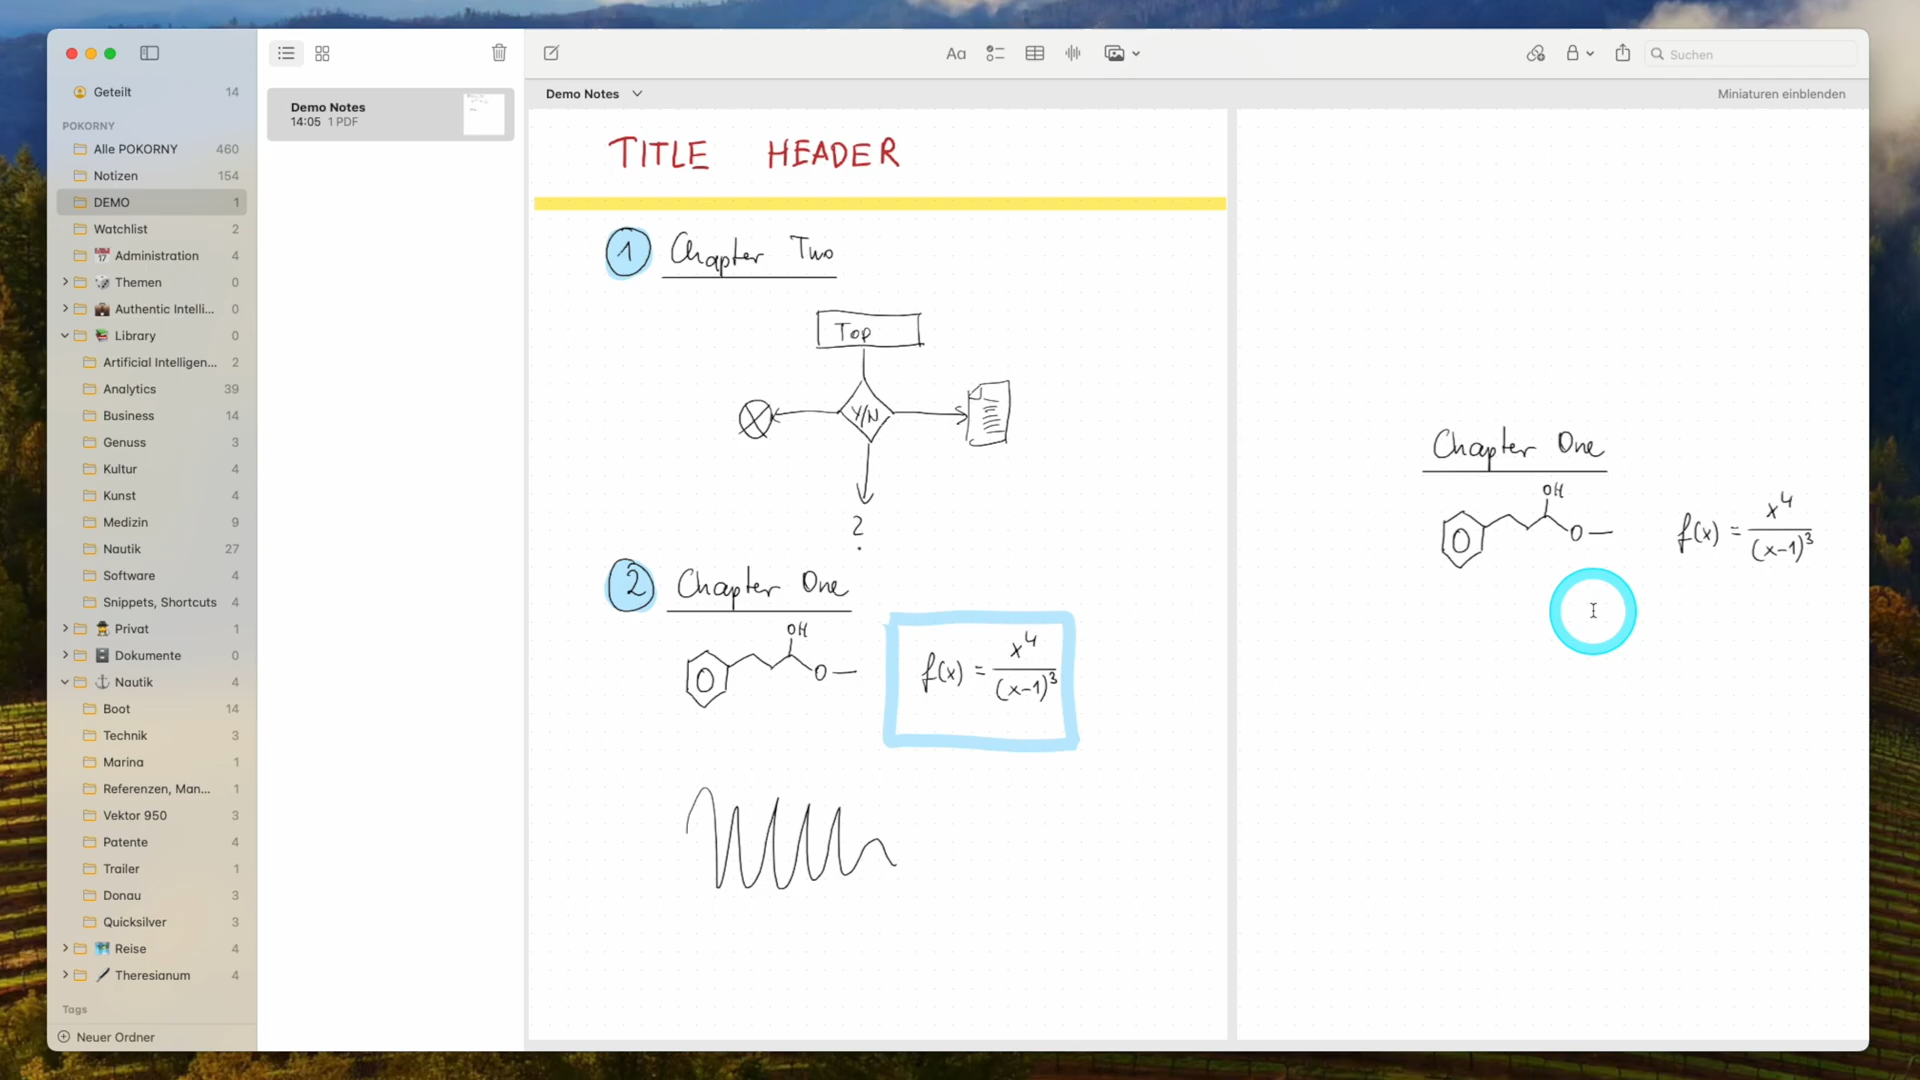 Suchen
Geteilt 14
POKORNY
Alle POKORNY 460
Notizen 154
DEMO 1
Watchlist 2
Administration 4
Themen 0
Authentic Intelli... 0
Library 0
Artificial Intelligen... 2
Analytics 39
Business 14
Genuss 3
Kultur 4
Kunst 4
Medizin 9
Nautik 27
Software 4
Snippets, Shortcuts 4
Privat 1
Dokumente 0
Nautik 4
Boot 14
Technik 3
Marina 1
Referenzen, Man... 1
Vektor 950 3
Patente 4
Trailer 1
Donau 3
Quicksilver 3
Reise 4
Theresianum 4
Tags
Neuer Ordner
Demo Notes
14:05 1 PDF
Aa
Demo Notes
Miniaturen einblenden
TITLE HEADER
1 Chapter Two
Top
Y/N
?
2 Chapter One
OH
O
O
f(x) = x⁴/(x-1)³
Chapter One
OH
O
O
f(x) = x⁴/(x-1)³